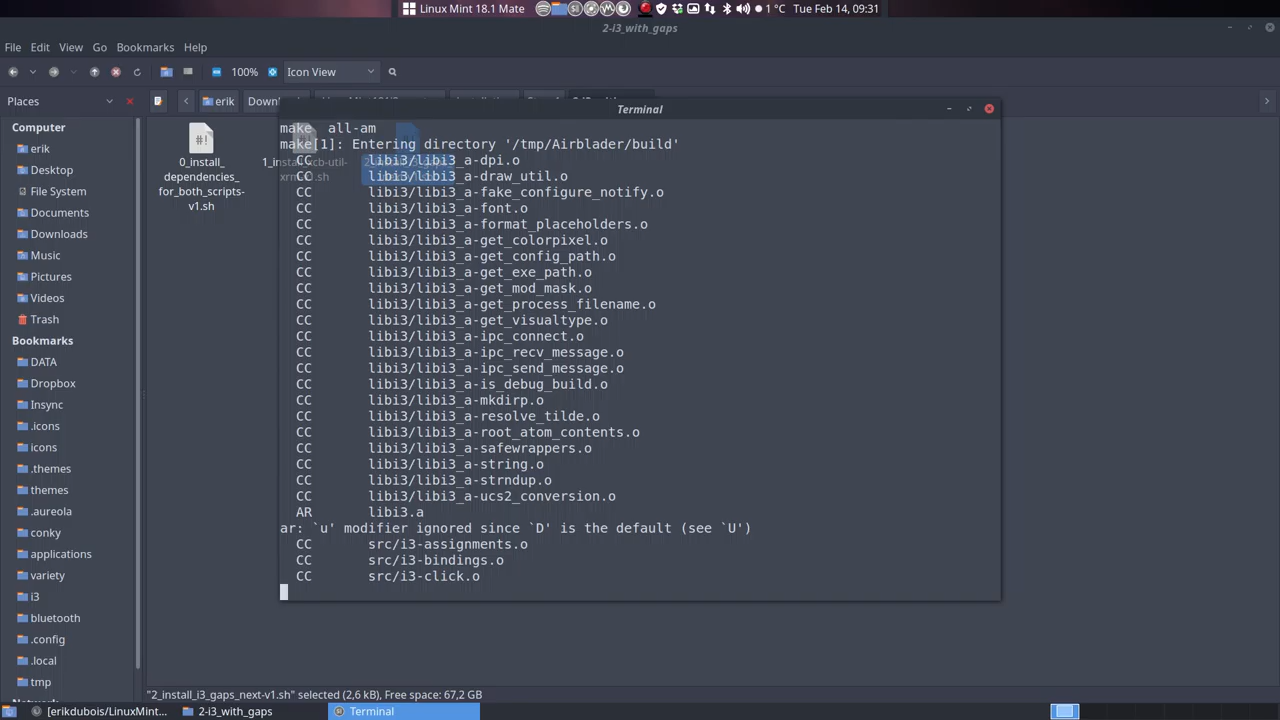 Linux Mint 18.1 Mate
1 °C
Tue Feb 14, 09:31
2-i3_with_gaps
File Edit View Go Bookmarks Help
100% Icon View
Places
erik
Computer
erik
Desktop
File System
Documents
Downloads
Music
Pictures
Videos
Trash
Bookmarks
DATA
Dropbox
Insync
.icons
icons
.themes
themes
.aureola
conky
applications
variety
i3
bluetooth
.config
.local
tmp
0_install_
dependencies_
for_both_scripts-
v1.sh
Terminal
make all-am
make[1]: Entering directory '/tmp/Airblader/build'
CC libi3/libi3_a-dpi.o
CC libi3/libi3_a-draw_util.o
CC libi3/libi3_a-fake_configure_notify.o
CC libi3/libi3_a-font.o
CC libi3/libi3_a-format_placeholders.o
CC libi3/libi3_a-get_colorpixel.o
CC libi3/libi3_a-get_config_path.o
CC libi3/libi3_a-get_exe_path.o
CC libi3/libi3_a-get_mod_mask.o
CC libi3/libi3_a-get_process_filename.o
CC libi3/libi3_a-get_visualtype.o
CC libi3/libi3_a-ipc_connect.o
CC libi3/libi3_a-ipc_recv_message.o
CC libi3/libi3_a-ipc_send_message.o
CC libi3/libi3_a-is_debug_build.o
CC libi3/libi3_a-mkdirp.o
CC libi3/libi3_a-resolve_tilde.o
CC libi3/libi3_a-root_atom_contents.o
CC libi3/libi3_a-safewrappers.o
CC libi3/libi3_a-string.o
CC libi3/libi3_a-strndup.o
CC libi3/libi3_a-ucs2_conversion.o
AR libi3.a
ar: `u' modifier ignored since `D' is the default (see `U')
CC src/i3-assignments.o
CC src/i3-bindings.o
CC src/i3-click.o
"2_install_i3_gaps_next-v1.sh" selected (2,6 kB), Free space: 67,2 GB
[erikdubois/LinuxMint...
2-i3_with_gaps
Terminal